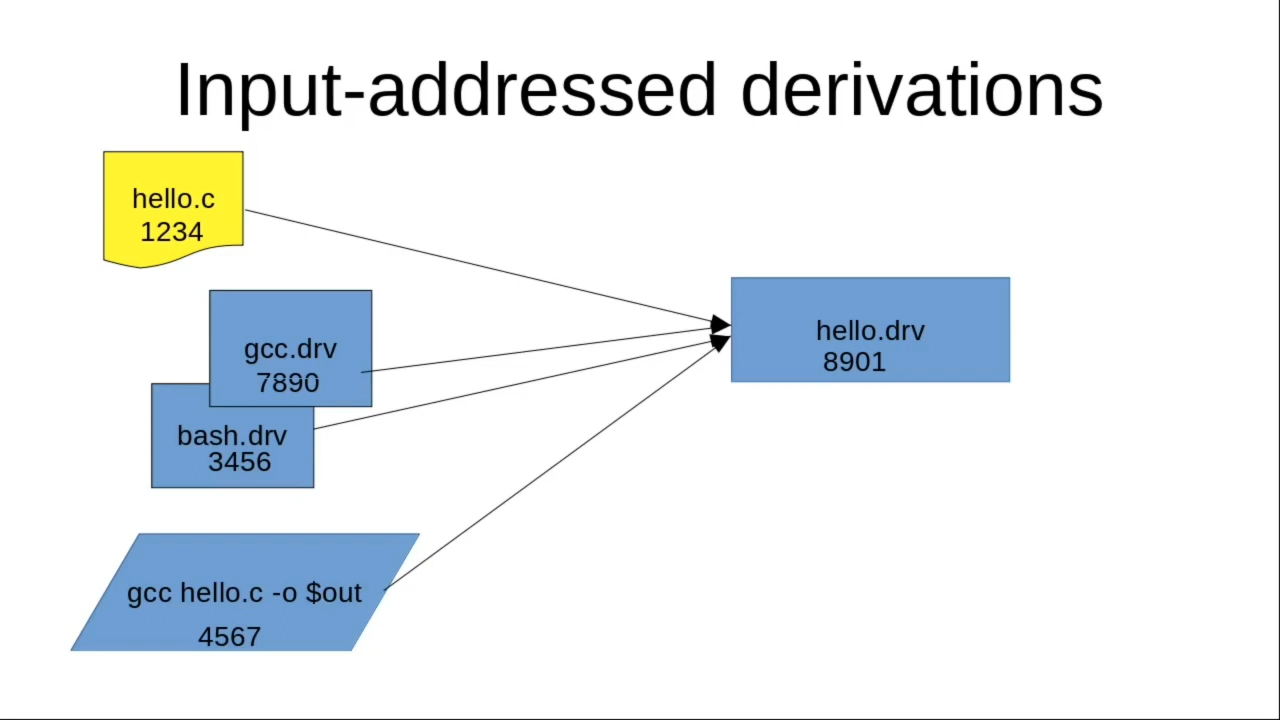 Input-addressed derivations
hello.c
1234
gcc.drv
7890
bash.drv
3456
gcc hello.c -o $out
4567
hello.drv
8901